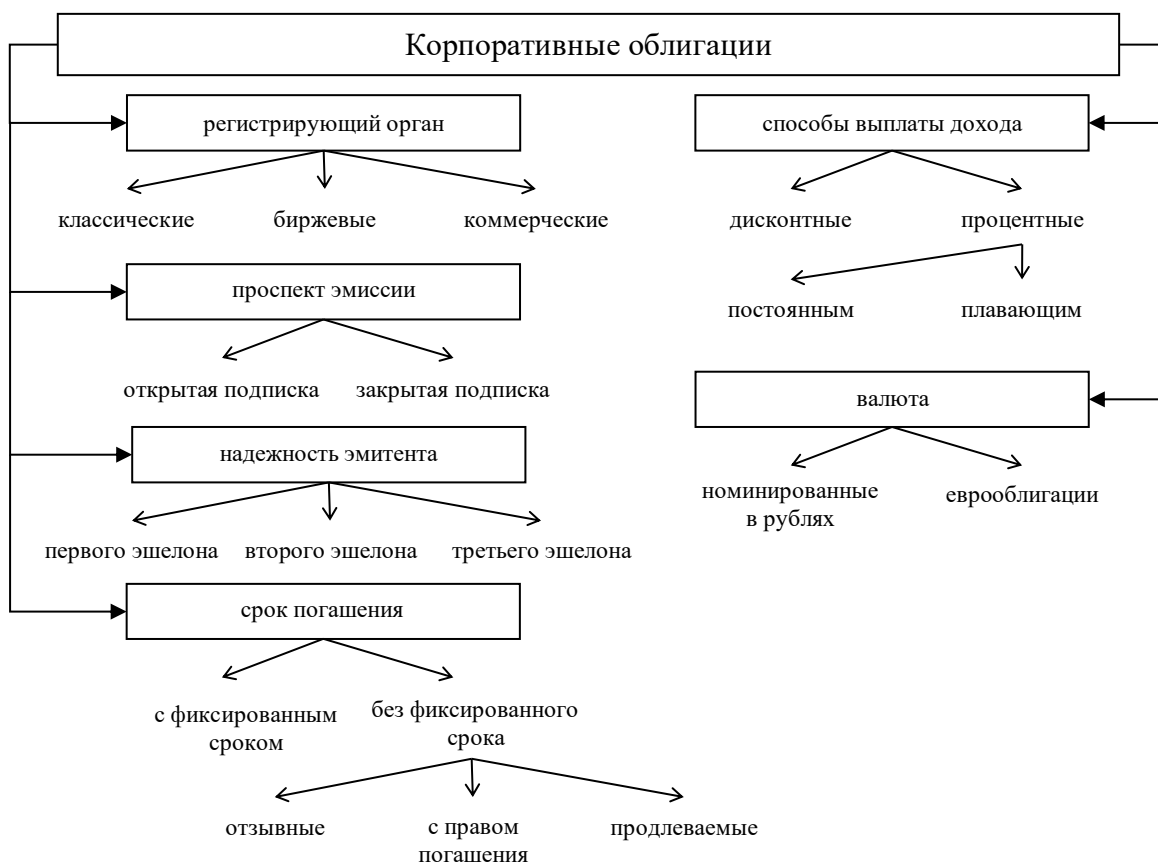 Корпоративные облигации
регистрирующий орган
классические
биржевые
коммерческие
проспект эмиссии
открытая подписка
закрытая подписка
надежность эмитента
первого эшелона
второго эшелона
третьего эшелона
срок погашения
с фиксированным
сроком
без фиксированного
срока
отзывные
с правом
погашения
продлеваемые
способы выплаты дохода
дисконтные
процентные
постоянным
плавающим
валюта
номинированные
в рублях
еврооблигации